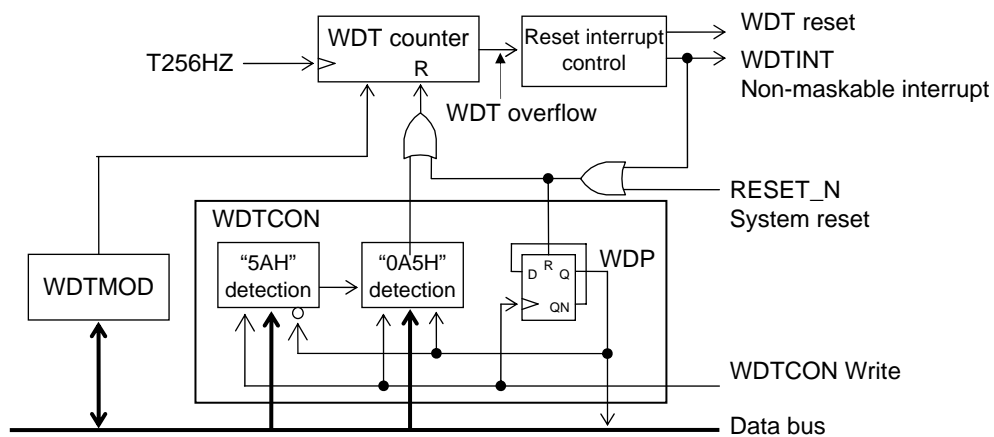 WDT reset
WDT counter
Reset interrupt
control
T256HZ
R
WDTINT
Non-maskable interrupt
WDT overflow
RESET_N
System reset
WDTCON
WDP
“5AH”
detection
“0A5H”
detection
R
D
Q
QN
WDTMOD
WDTCON Write
Data bus